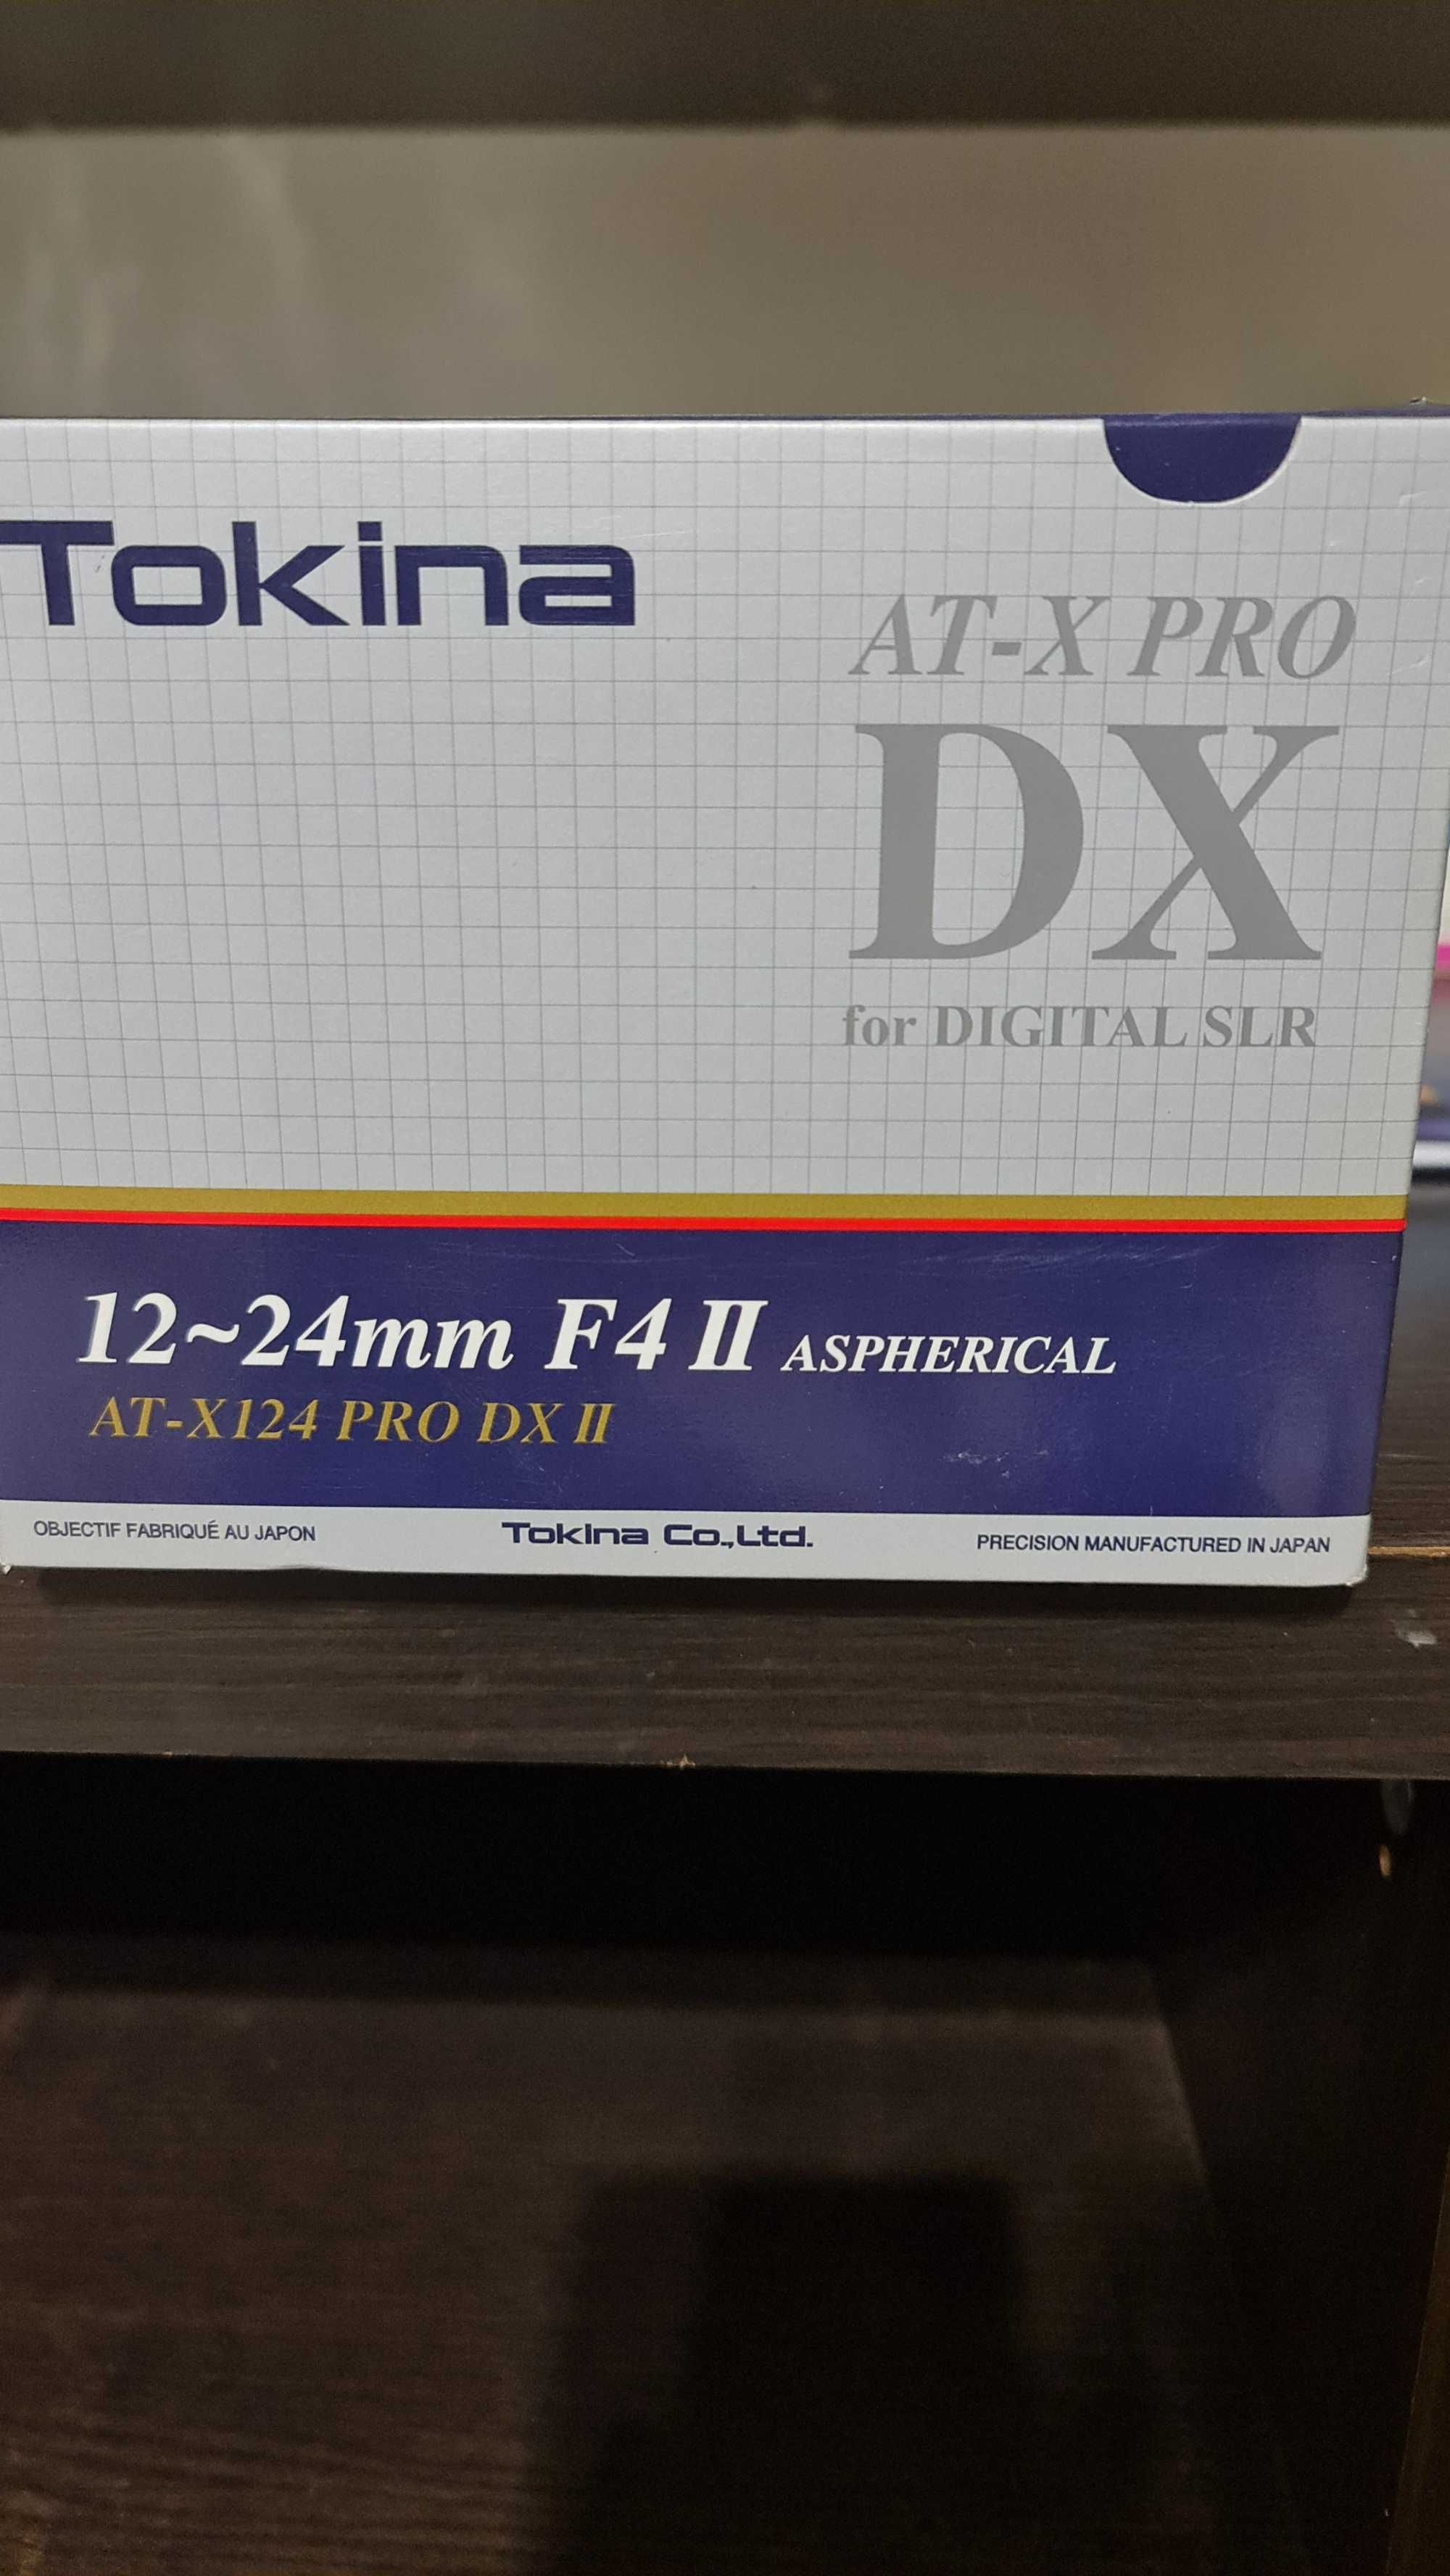 Tokina
AT-X PRO
DX
for DIGITAL SLR
12~24mm F4 II ASPHERICAL
AT-X124 PRO DX II
OBJECTIF FABRIQUÉ AU JAPON
Tokina Co.,Ltd.
PRECISION MANUFACTURED IN JAPAN